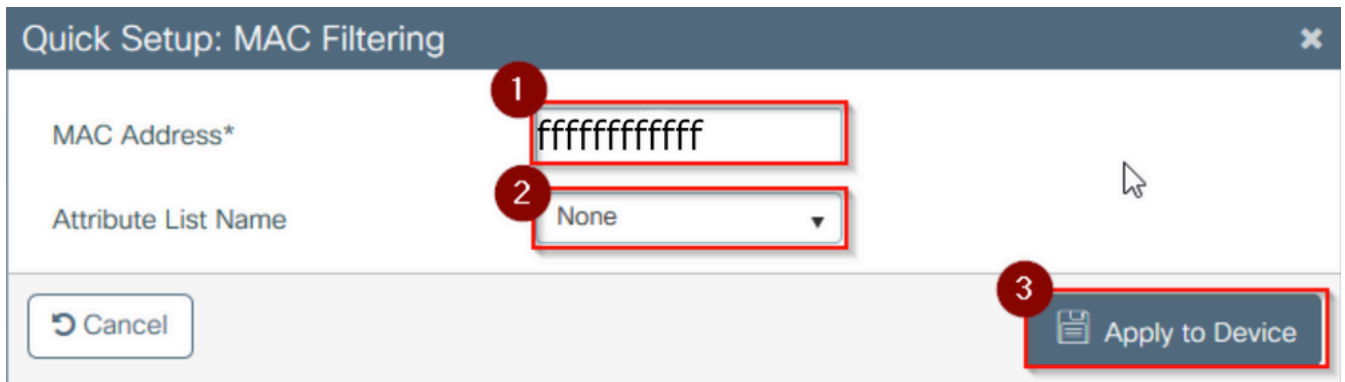 Quick Setup: MAC Filtering
1
MAC Address*
ffffffffffff
2
Attribute List Name
None
3
Cancel
Apply to Device